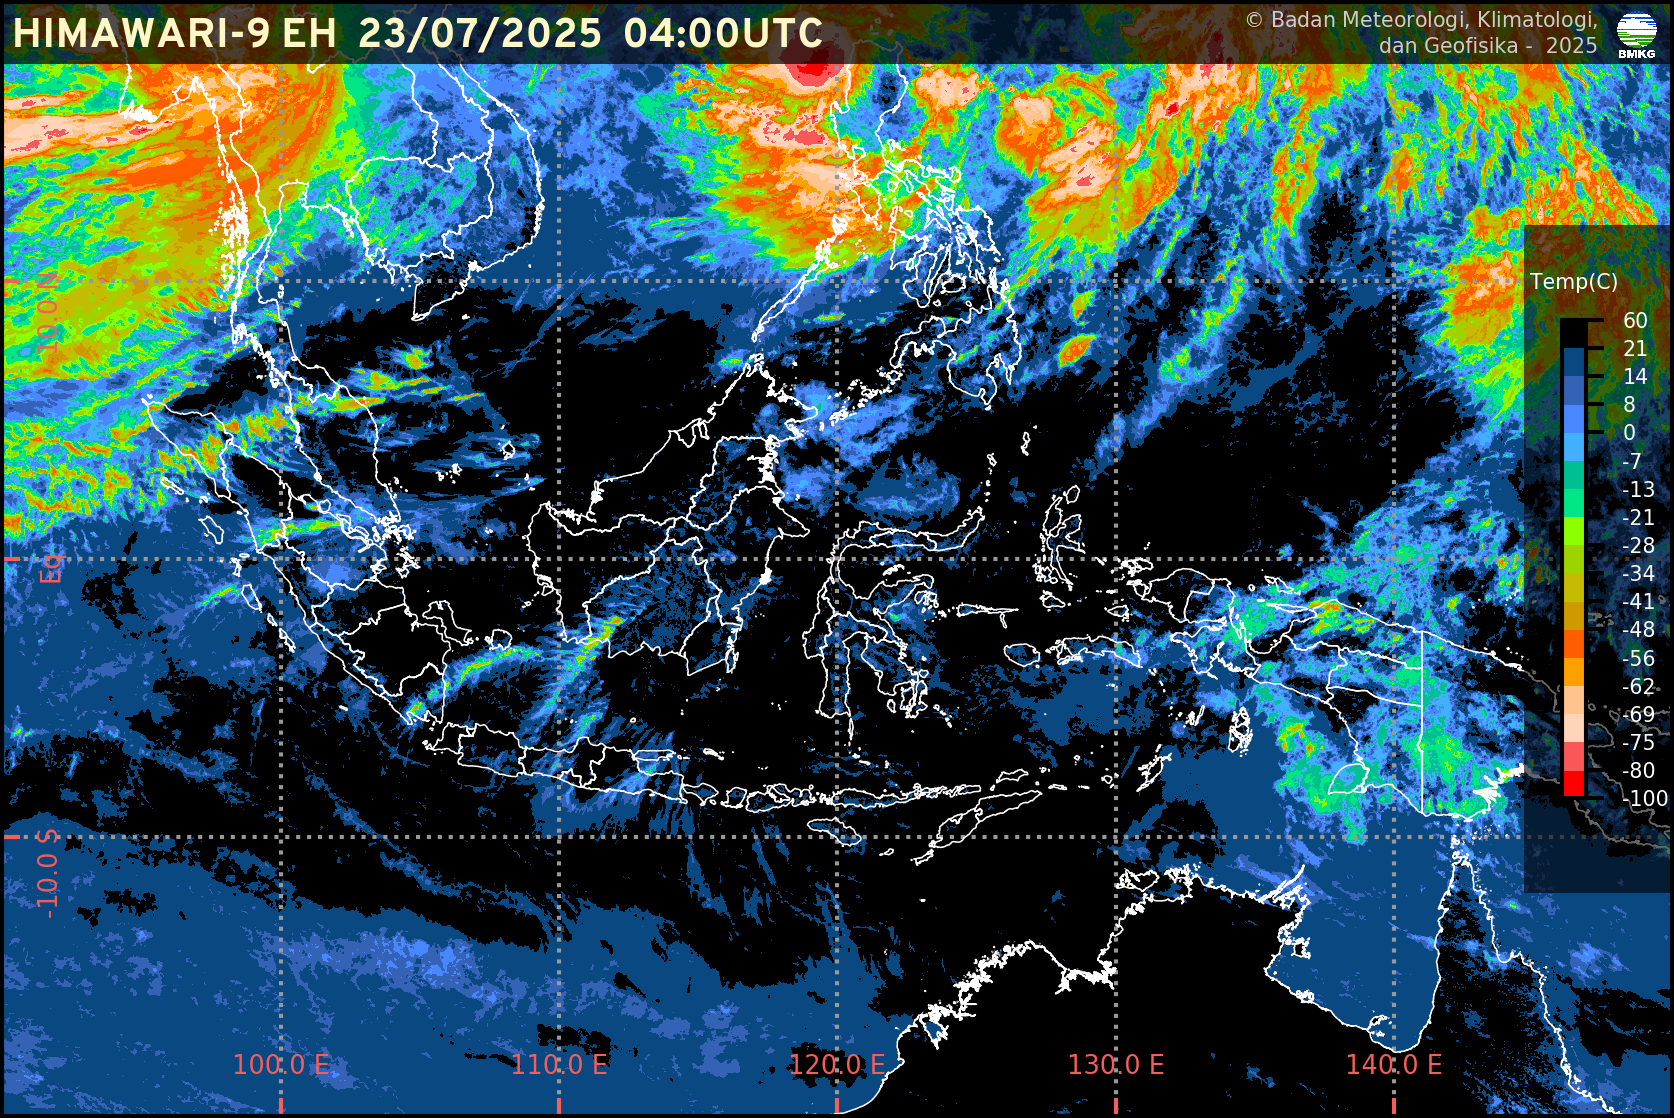 HIMAWARI-9 EH 23/07/2025 04:00UTC
© Badan Meteorologi, Klimatologi,
dan Geofisika - 2025
BMKG
Temp(C)
60
21
14
8
0
-7
-13
-21
-28
-34
-41
-48
-56
-62
-69
-75
-80
-100
10.0 N
Eq
-10.0 S
100.0 E
110.0 E
120.0 E
130.0 E
140.0 E